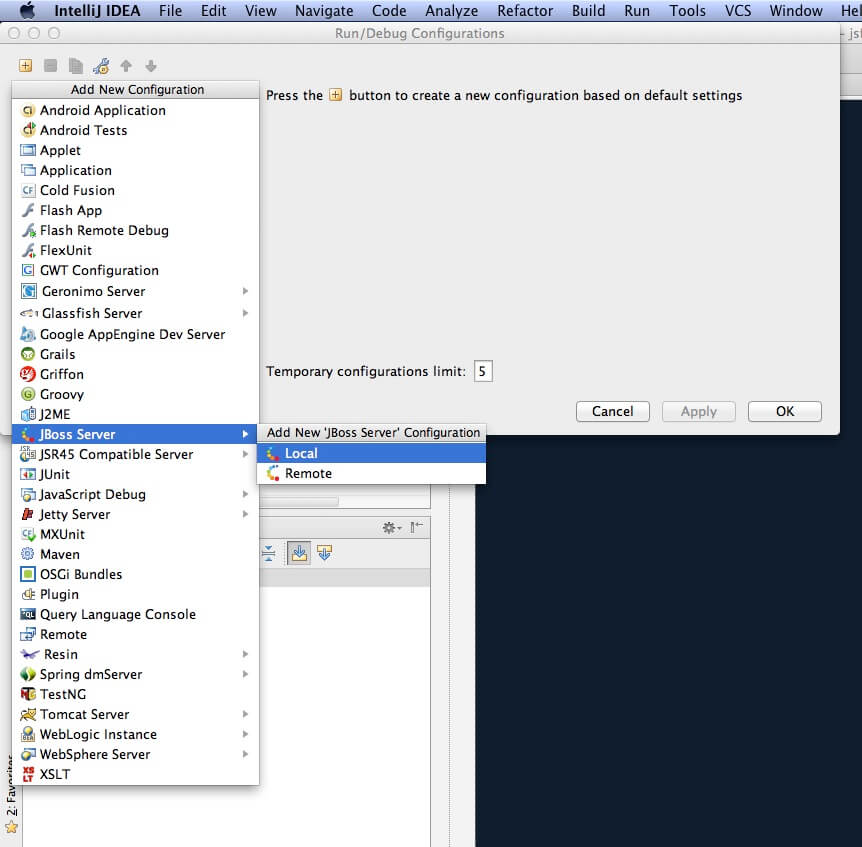 IntelliJ IDEA File Edit View Navigate Code Analyze Refactor Build Run Tools VCS Window Hel
Run/Debug Configurations
- jsf
Add New Configuration
Press the button to create a new configuration based on default settings
Android Application
Android Tests
Applet
Application
CF Cold Fusion
Flash App
Flash Remote Debug
FlexUnit
G GWT Configuration
Geronimo Server
Glassfish Server
Google AppEngine Dev Server
Grails
Griffon
Groovy
J2ME
JBoss Server
JSR45 Compatible Server
JUnit
JavaScript Debug
Jetty Server
MXUnit
Maven
OSGi Bundles
Plugin
SQL Query Language Console
Remote
Resin
Spring dmServer
TestNG
Tomcat Server
WebLogic Instance
WebSphere Server
XSLT XSLT
Temporary configurations limit: 5
Cancel Apply OK
Add New 'JBoss Server' Configuration
Local
Remote
2: Favorites